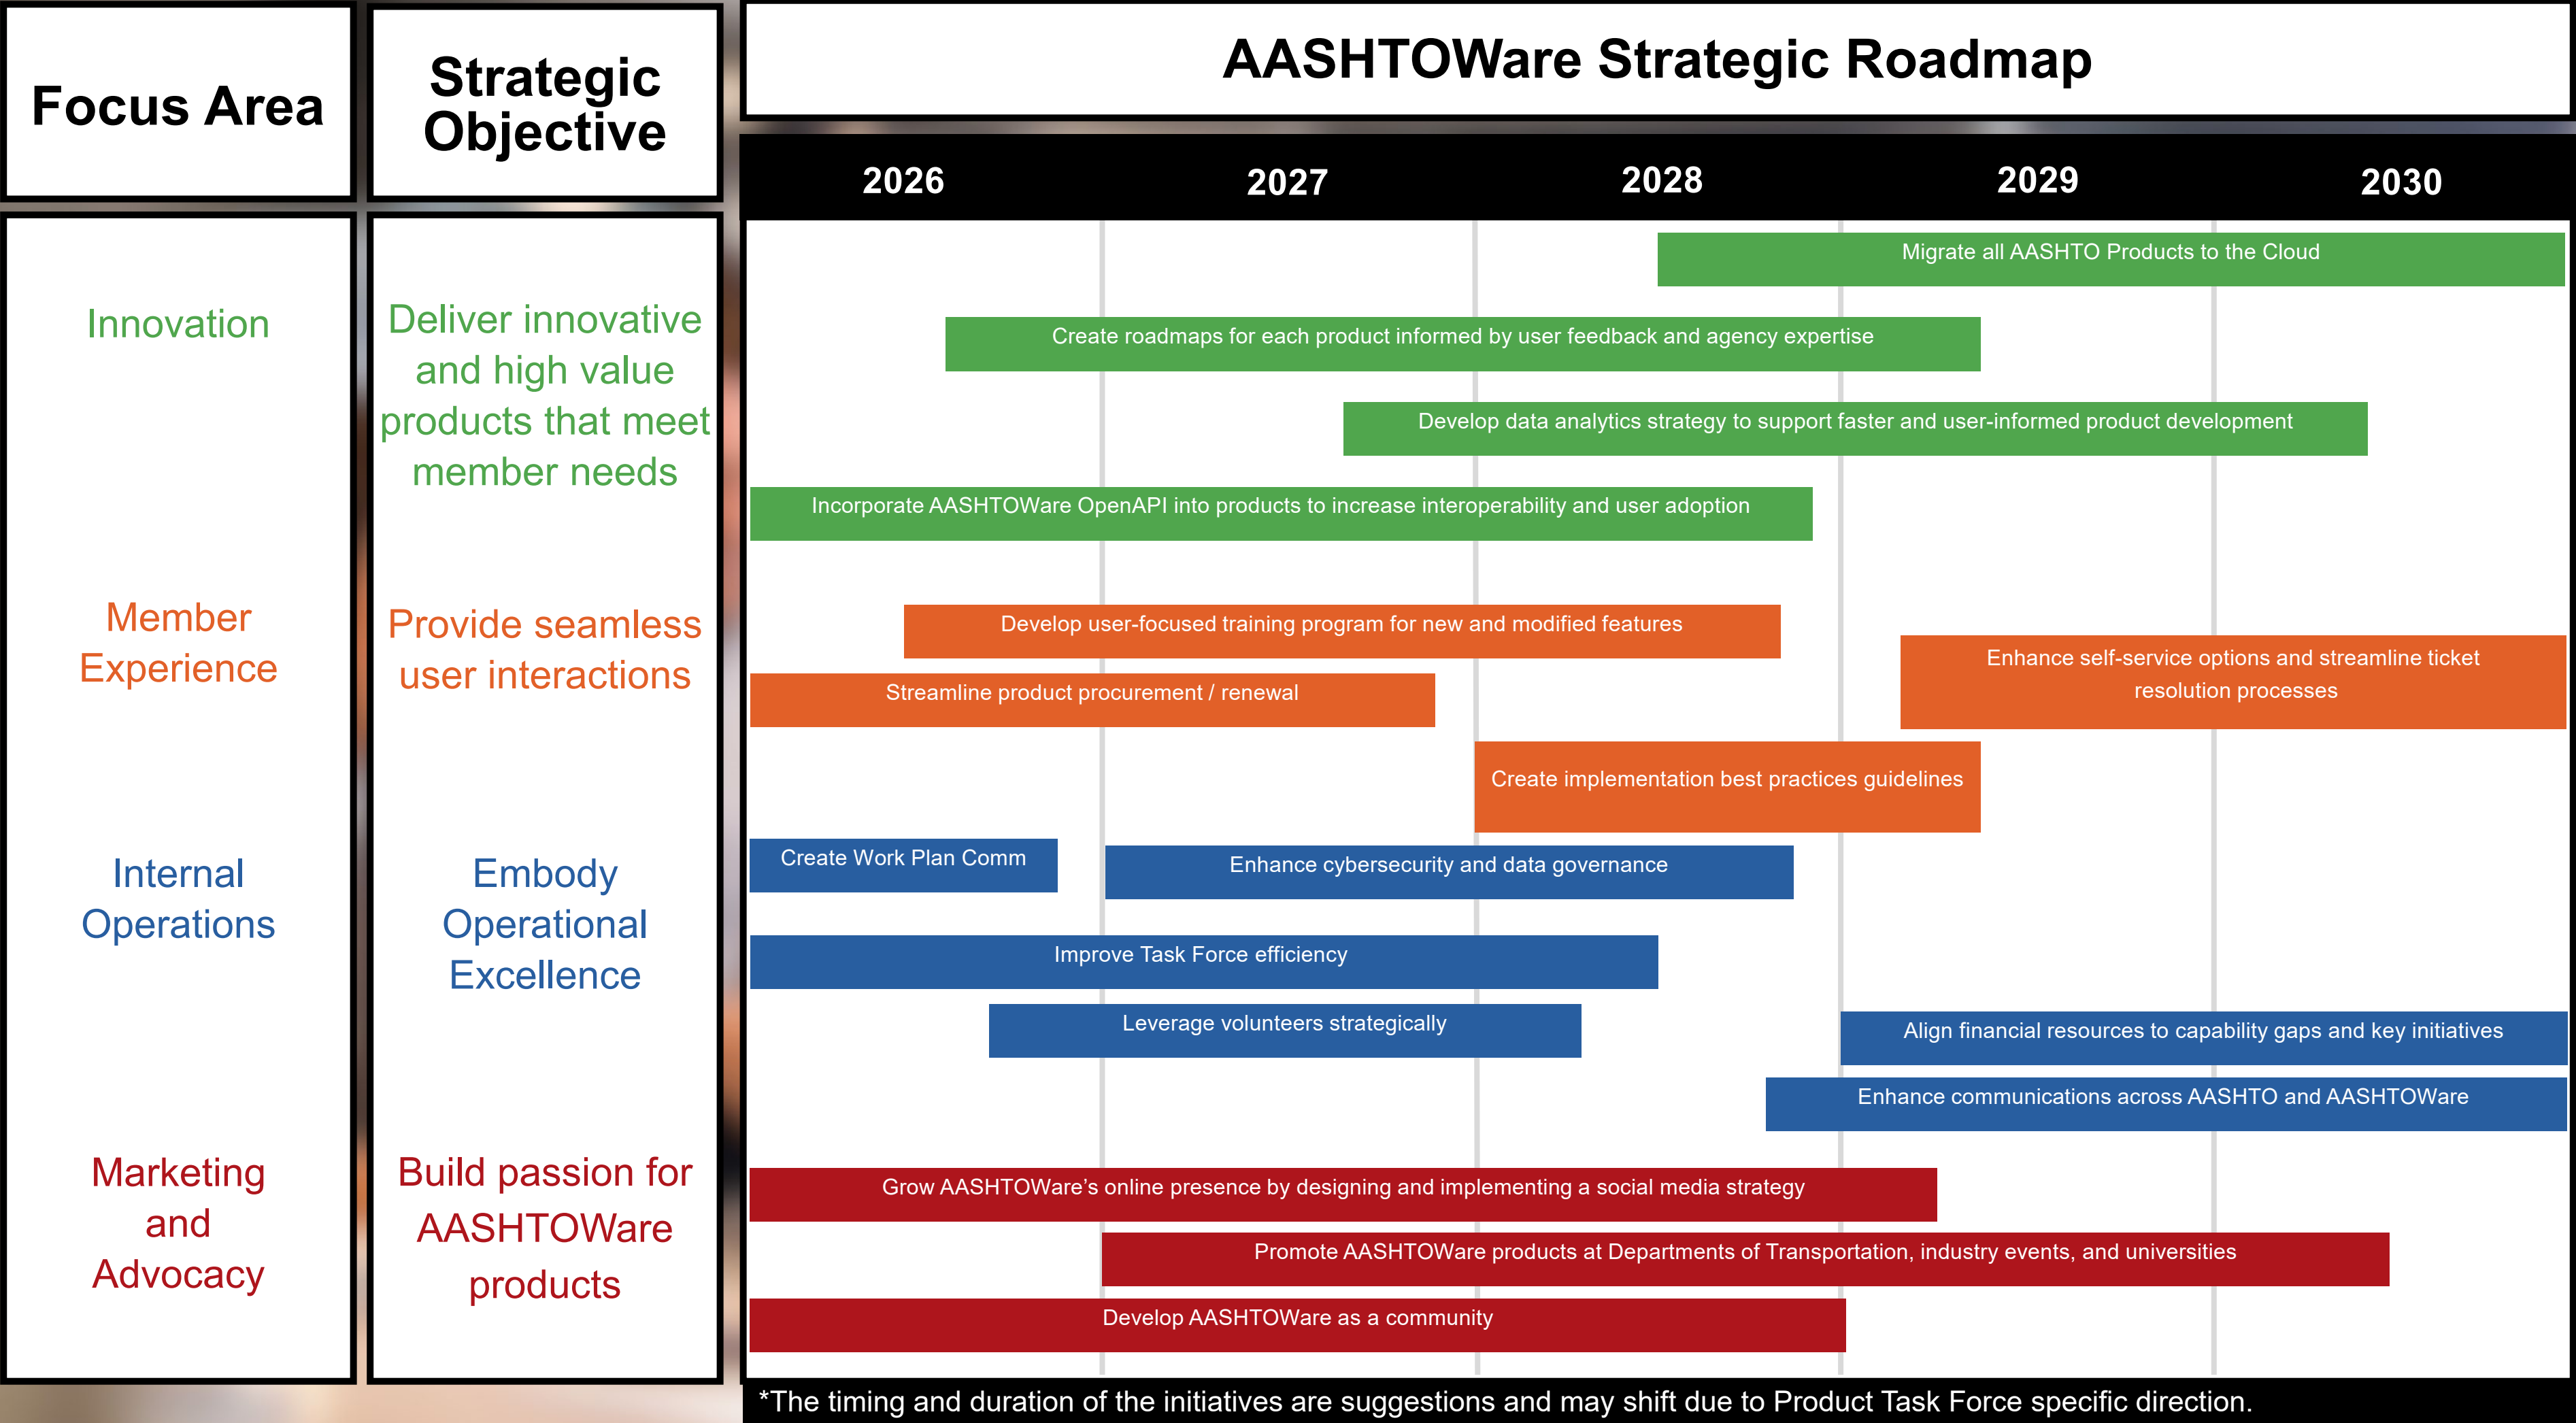 Focus Area
Strategic
Objective
AASHTOWare Strategic Roadmap
2026
2027
2028
2029
2030
Innovation
Deliver innovative
and high value
products that meet
member needs
Migrate all AASHTO Products to the Cloud
Create roadmaps for each product informed by user feedback and agency expertise
Develop data analytics strategy to support faster and user-informed product development
Incorporate AASHTOWare OpenAPI into products to increase interoperability and user adoption
Member
Experience
Provide seamless
user interactions
Develop user-focused training program for new and modified features
Enhance self-service options and streamline ticket
resolution processes
Streamline product procurement / renewal
Create implementation best practices guidelines
Internal
Operations
Embody
Operational
Excellence
Create Work Plan Comm
Enhance cybersecurity and data governance
Improve Task Force efficiency
Leverage volunteers strategically
Align financial resources to capability gaps and key initiatives
Enhance communications across AASHTO and AASHTOWare
Marketing
and
Advocacy
Build passion for
AASHTOWare
products
Grow AASHTOWare’s online presence by designing and implementing a social media strategy
Promote AASHTOWare products at Departments of Transportation, industry events, and universities
Develop AASHTOWare as a community
*The timing and duration of the initiatives are suggestions and may shift due to Product Task Force specific direction.